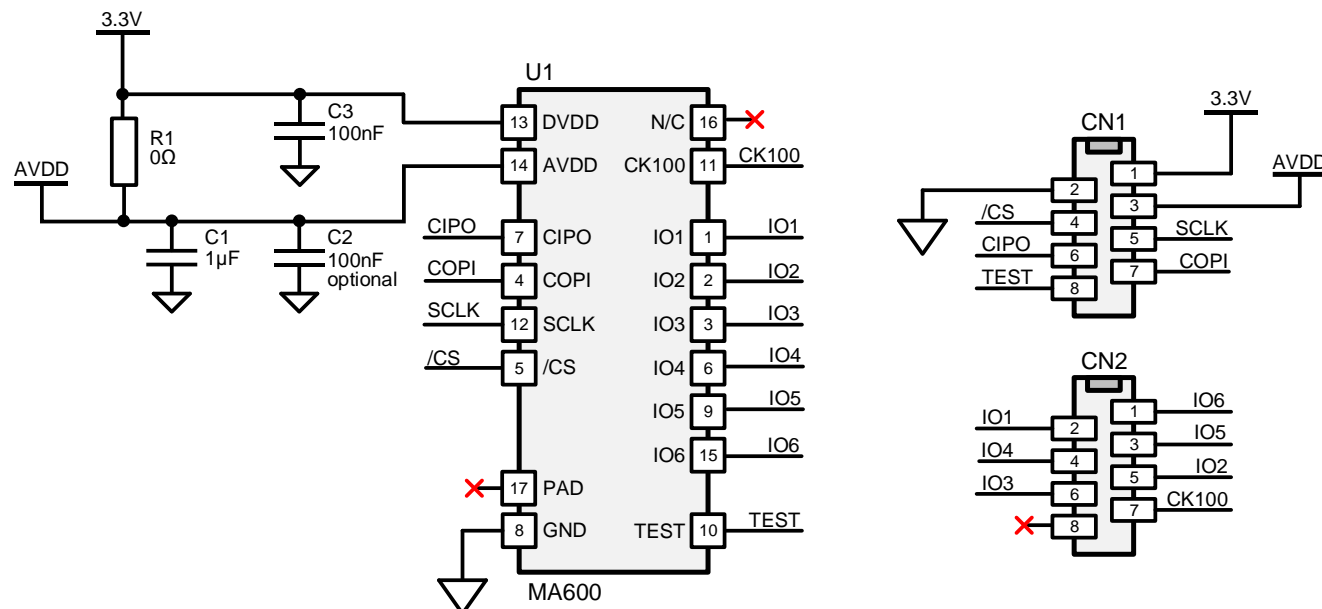 3.3V
U1
C3
100nF
13
DVDD
N/C
16
R1
0Ω
14
AVDD
CK100
11
CK100
AVDD
C1
1µF
C2
100nF
optional
CIPO
7
CIPO
IO1
1
IO1
COPI
4
COPI
IO2
2
IO2
SCLK
12
SCLK
IO3
3
IO3
/CS
5
/CS
IO4
6
IO4
IO5
9
IO5
IO6
15
IO6
17
PAD
8
GND
TEST
10
TEST
MA600
3.3V
CN1
AVDD
1
2
3
/CS
4
5
SCLK
CIPO
6
7
COPI
TEST
8
CN2
1
IO6
IO1
2
3
IO5
IO4
4
5
IO2
IO3
6
7
CK100
8